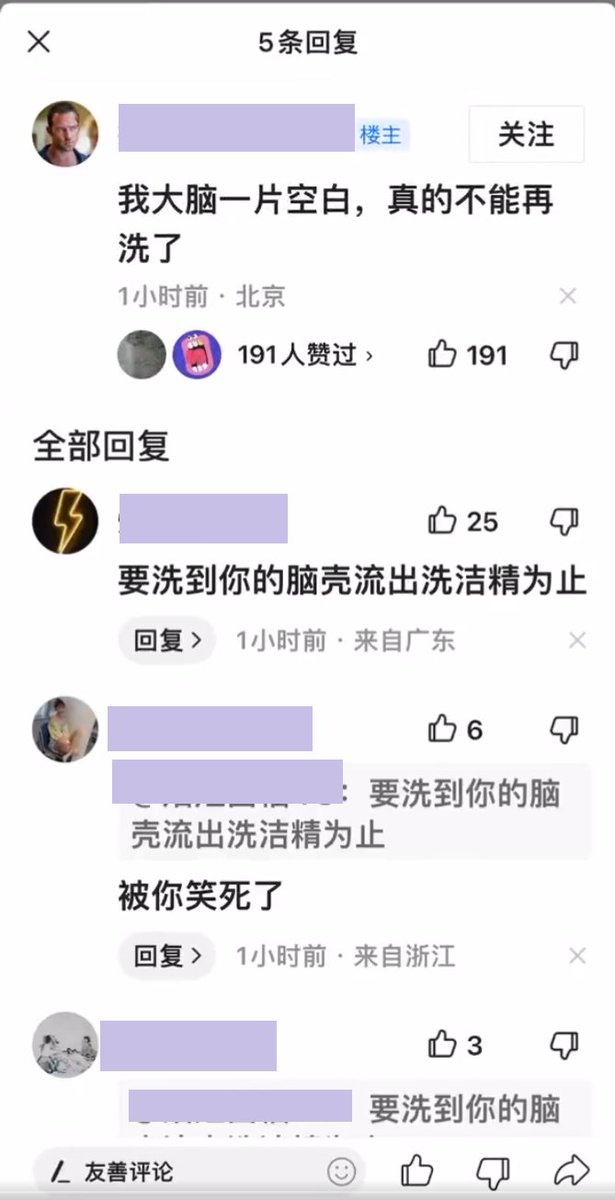 5条回复
楼主
关注
我大脑一片空白，真的不能再
洗了
1小时前 · 北京
191人赞过 ›
191
全部回复
25
要洗到你的脑壳流出洗洁精为止
回复 >
1小时前 · 来自广东
6
：要洗到你的脑
壳流出洗洁精为止
被你笑死了
回复 >
1小时前 · 来自浙江
3
要洗到你的脑
友善评论